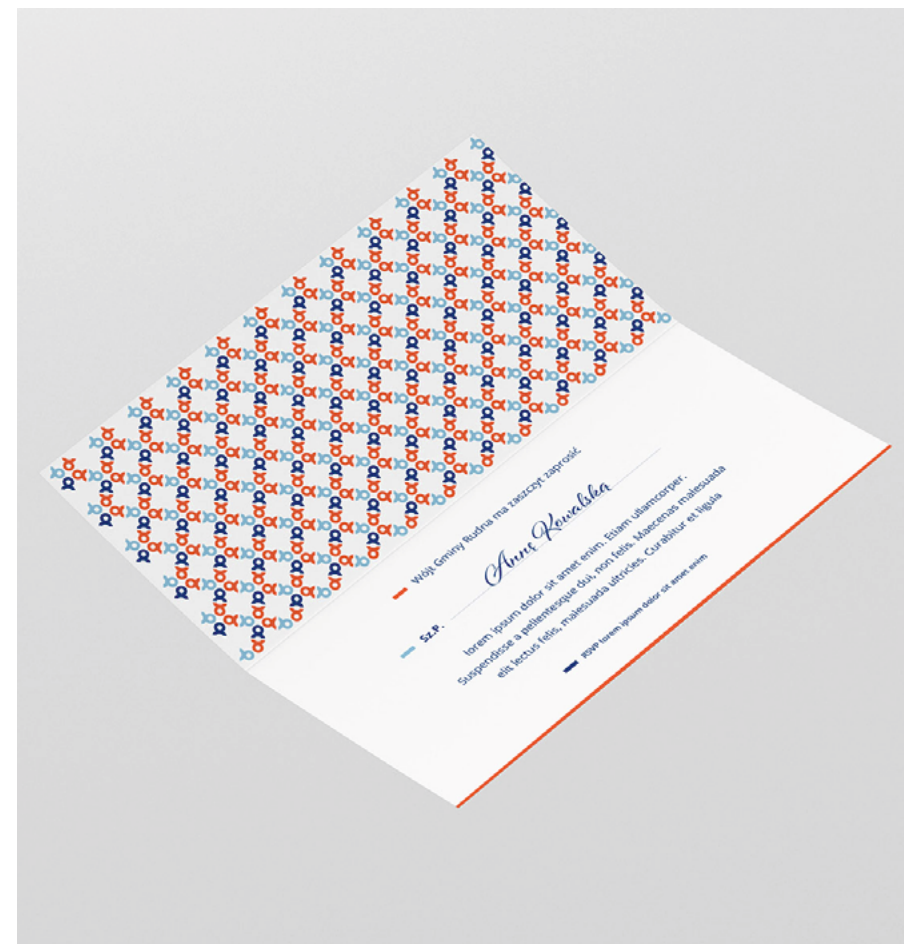 Wójt Gminy Rudna ma zaszczyt zaprosić
Sz.P. Anna Kowalska
lorem ipsum dolor sit amet enim. Etiam ullamcorper.
Suspendisse a pellentesque dui, non felis. Maecenas malesuada
elit lectus felis, malesuada ultricies. Curabitur et ligula
RSVP lorem ipsum dolor sit amet enim